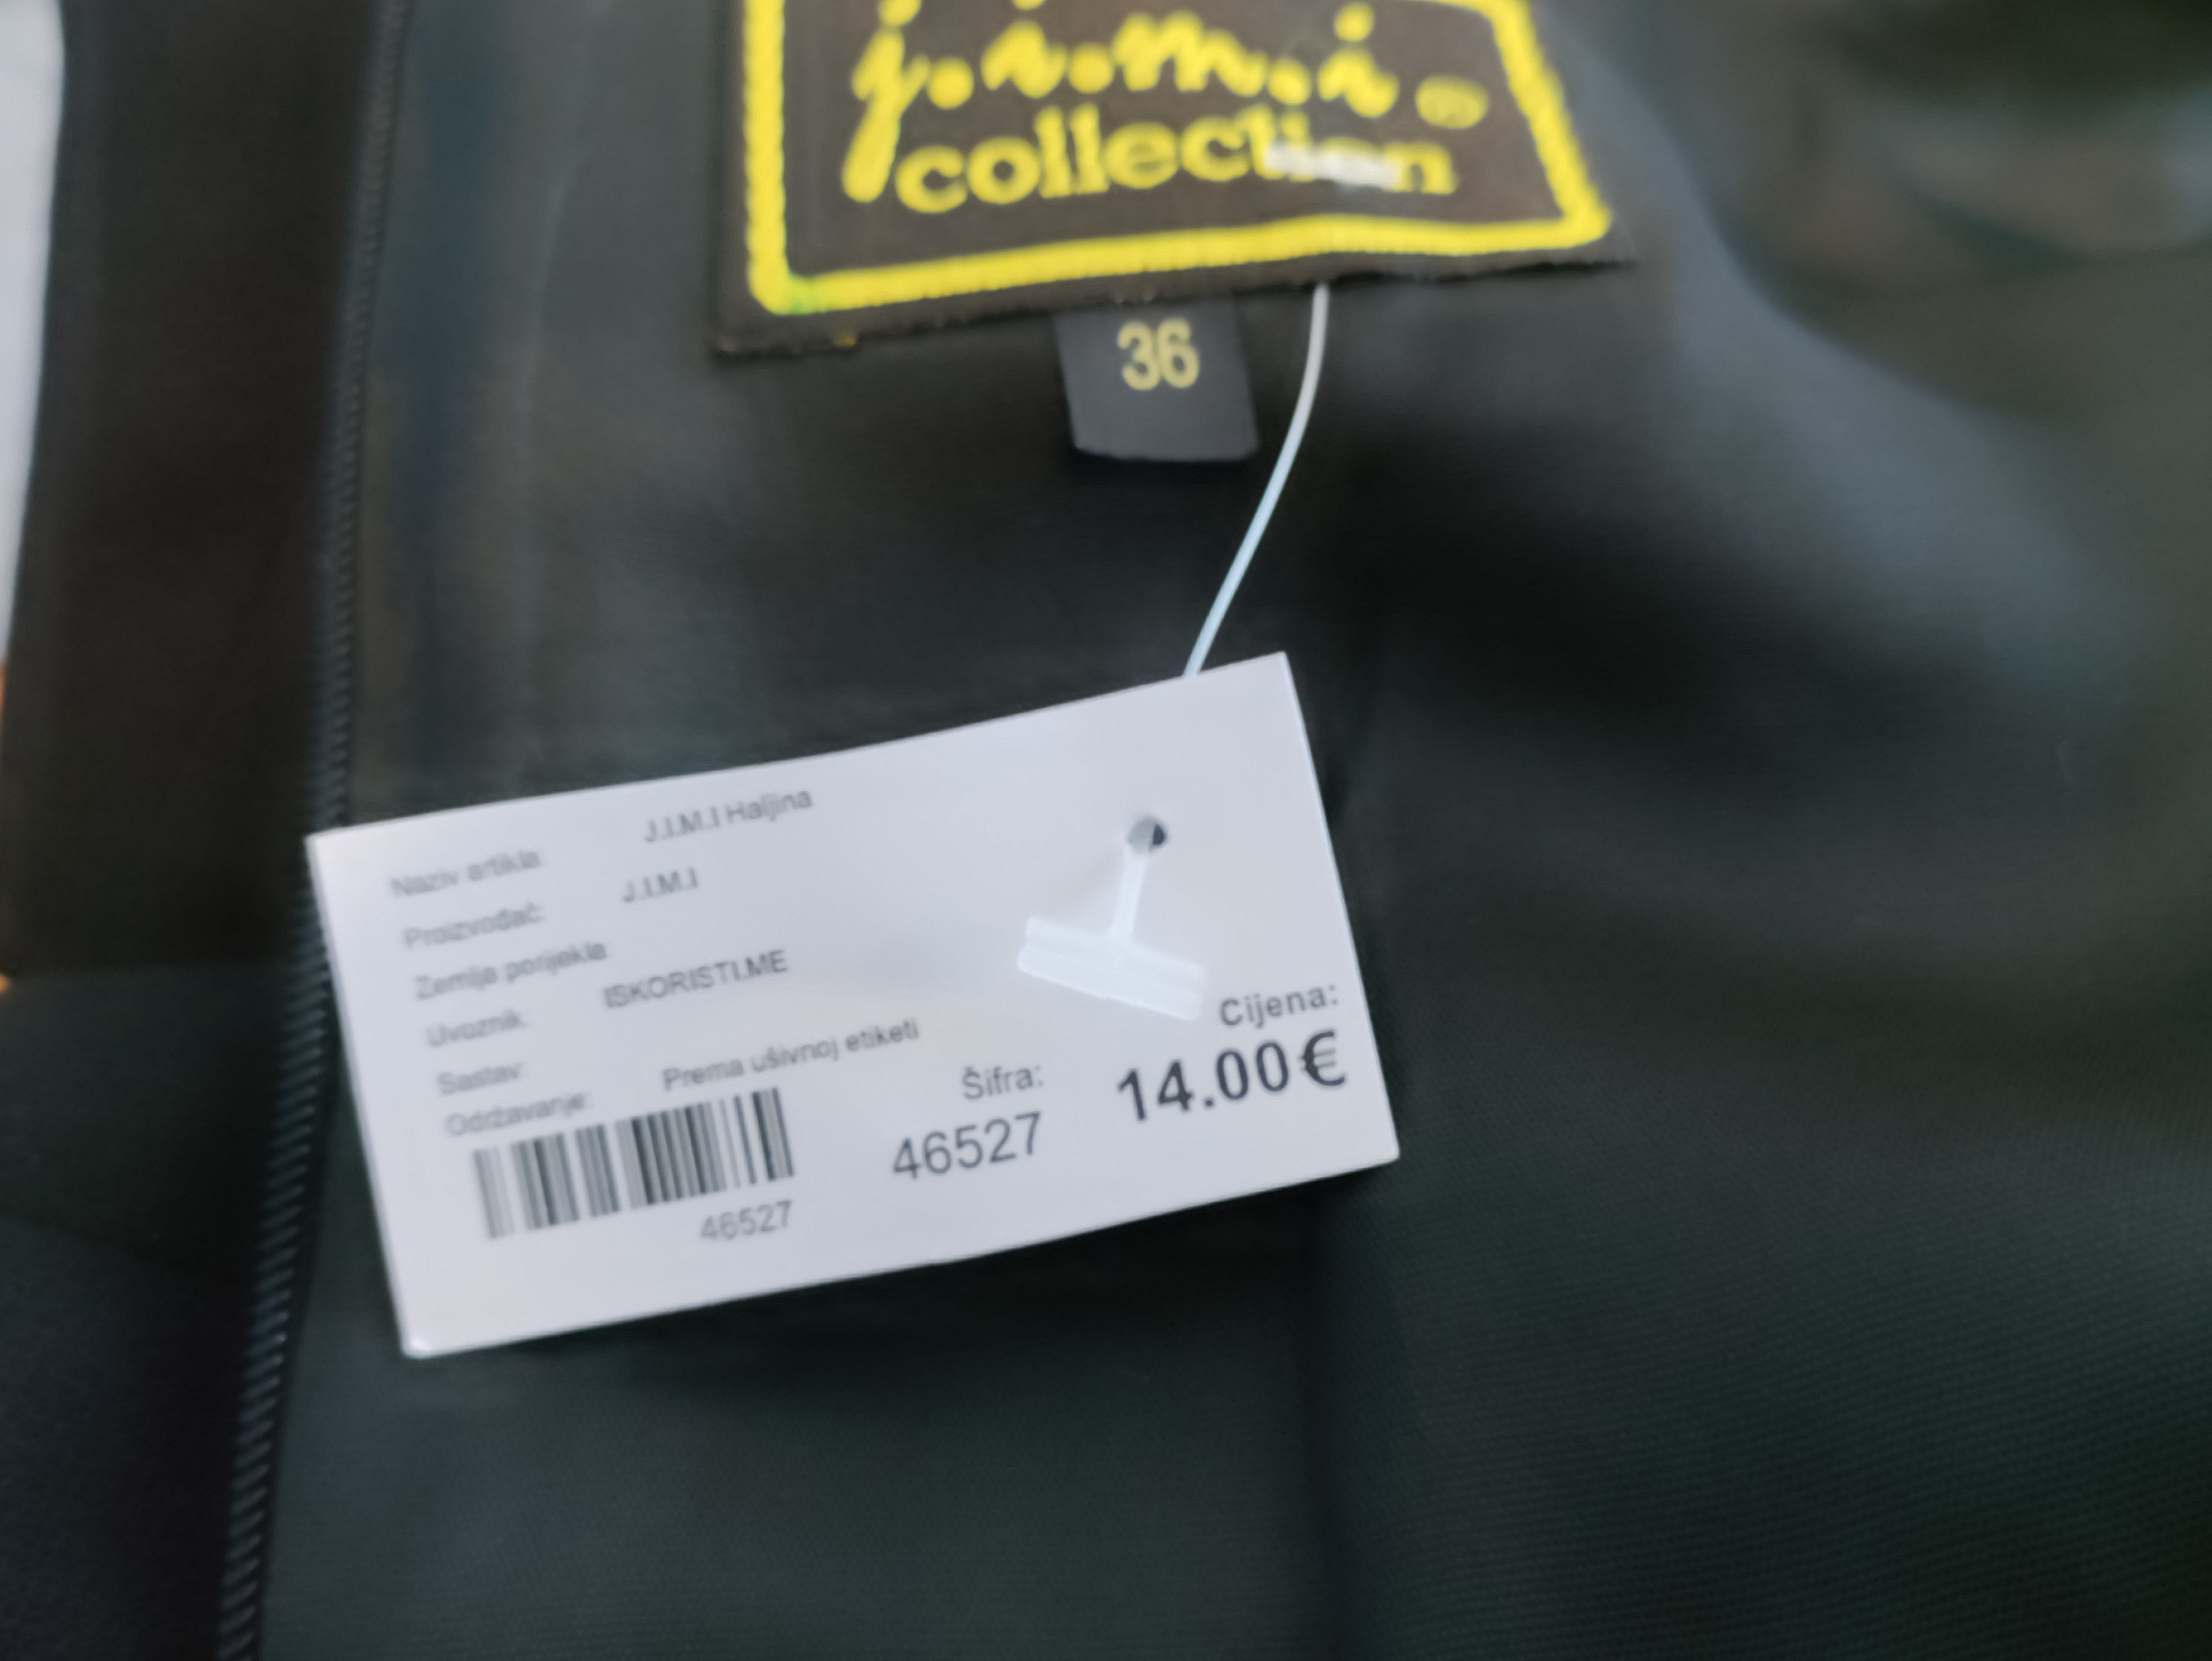 j.i.m.i ®
collection
36
Naziv artikla: J.I.M.I Haljina
Proizvođač: J.I.M.I
Zemlja porijekla:
Uvoznik: ISKORISTI.ME
Sastav:
Održavanje: Prema ušivnoj etiketi
Šifra: Cijena:
46527 14.00€
46527